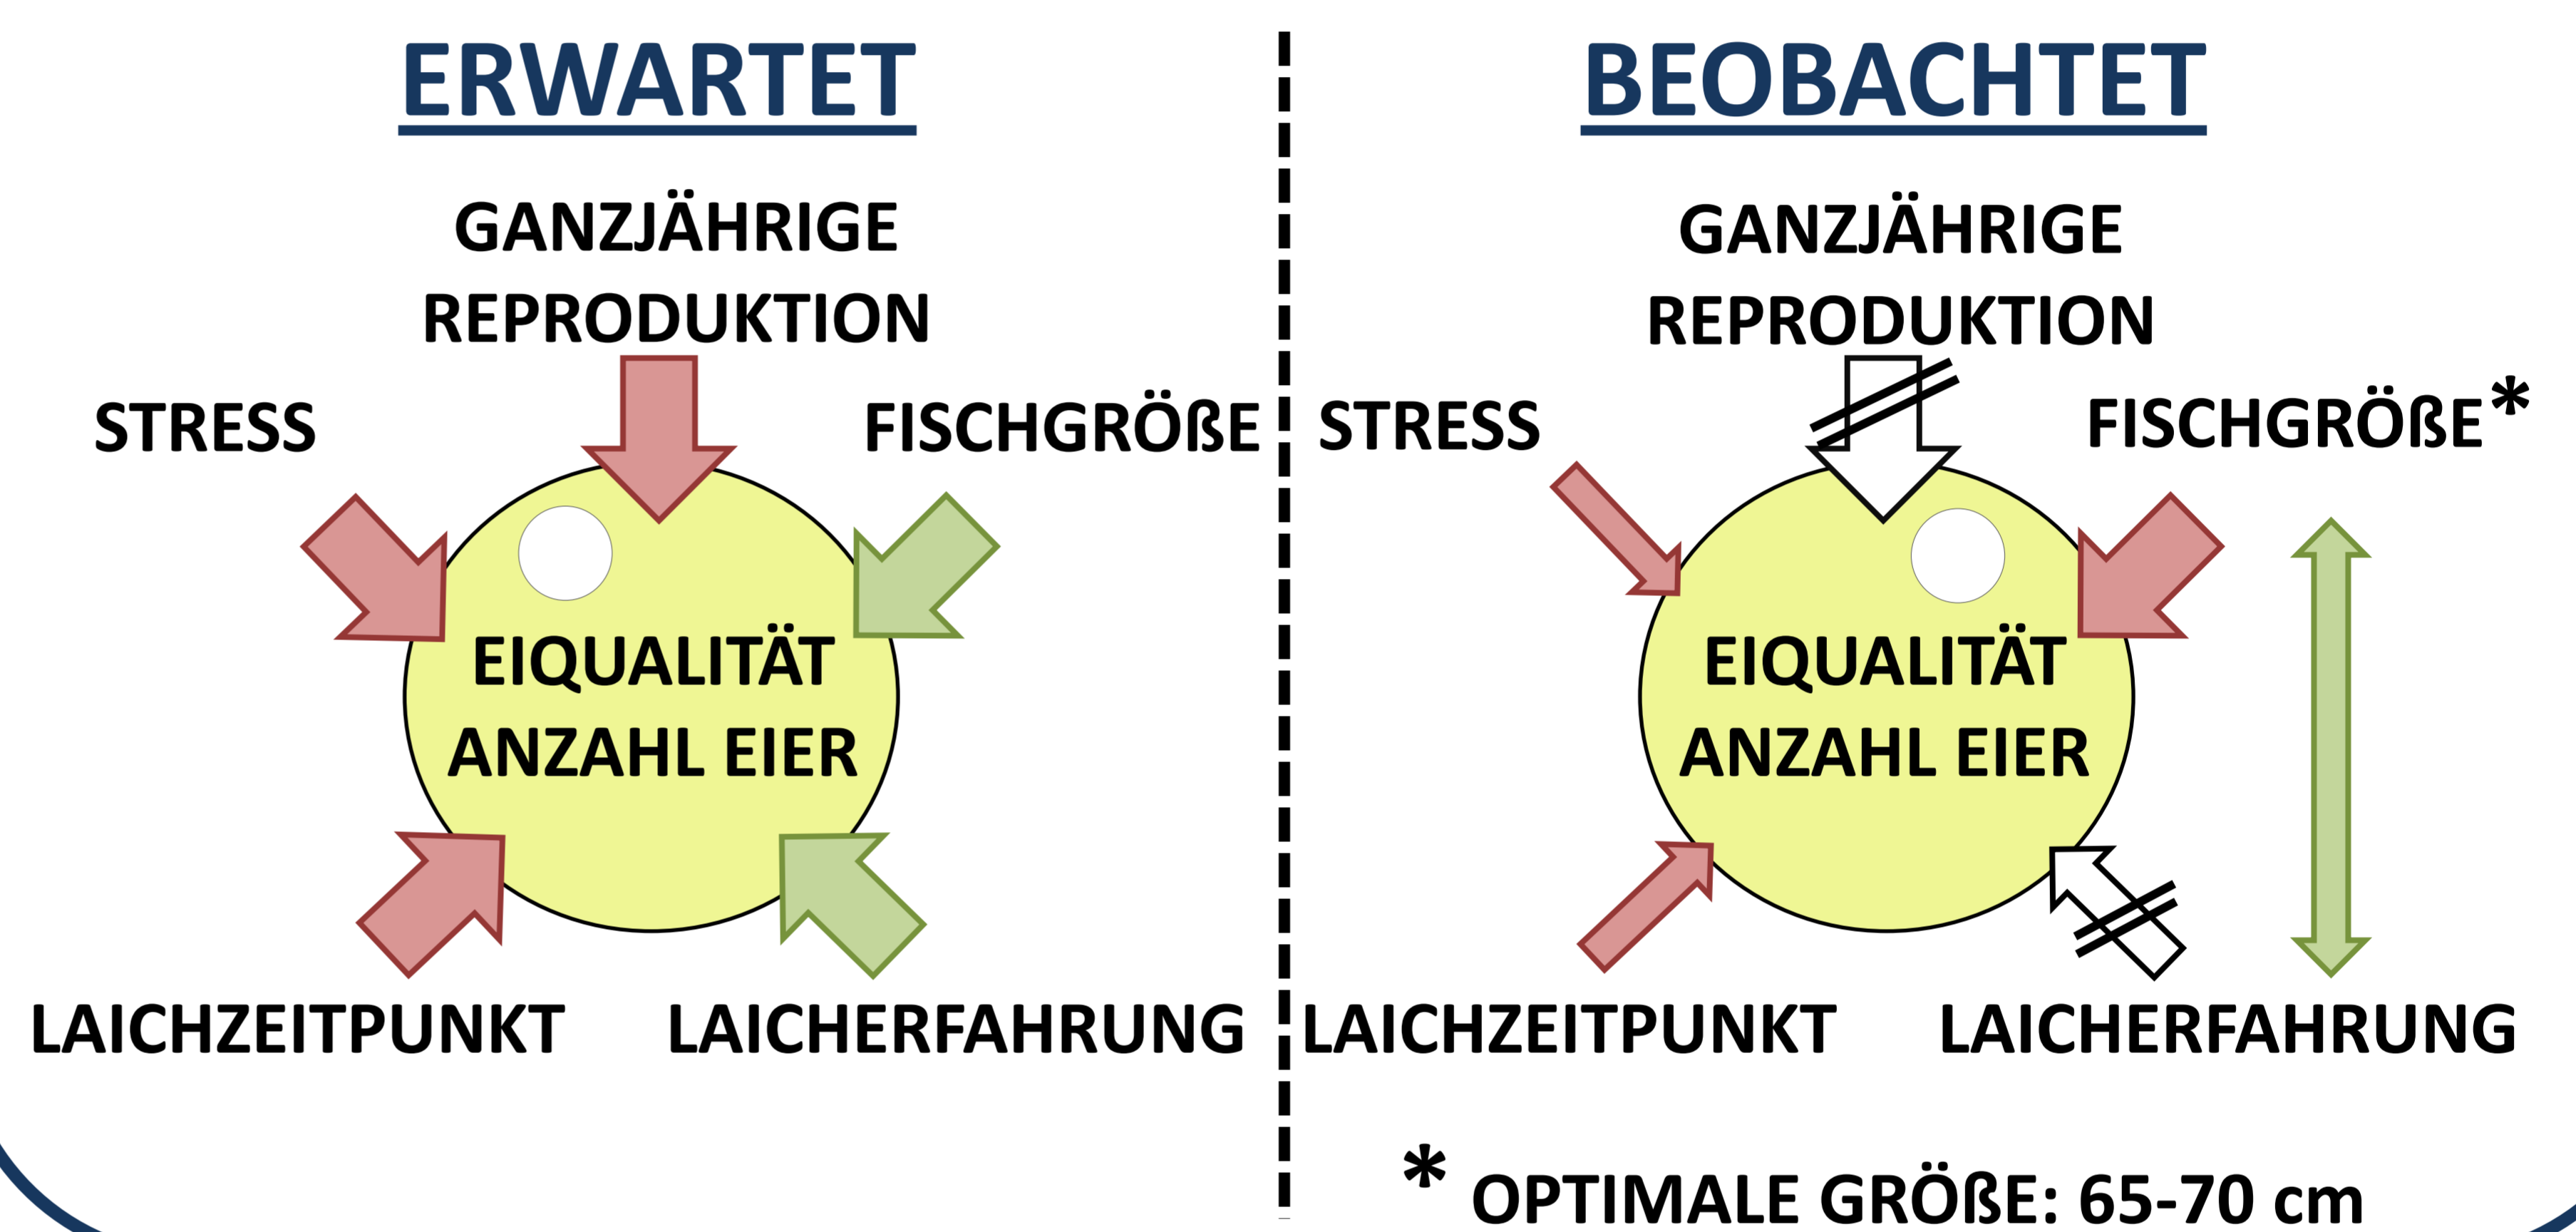 ERWARTET
GANZJÄHRIGE
REPRODUKTION
STRESS
FISCHGRÖßE
EIQUALITÄT
ANZAHL EIER
LAICHZEITPUNKT
LAICHERFAHRUNG
BEOBACHTET
GANZJÄHRIGE
REPRODUKTION
STRESS
FISCHGRÖßE*
EIQUALITÄT
ANZAHL EIER
LAICHZEITPUNKT
LAICHERFAHRUNG
* OPTIMALE GRÖßE: 65-70 cm